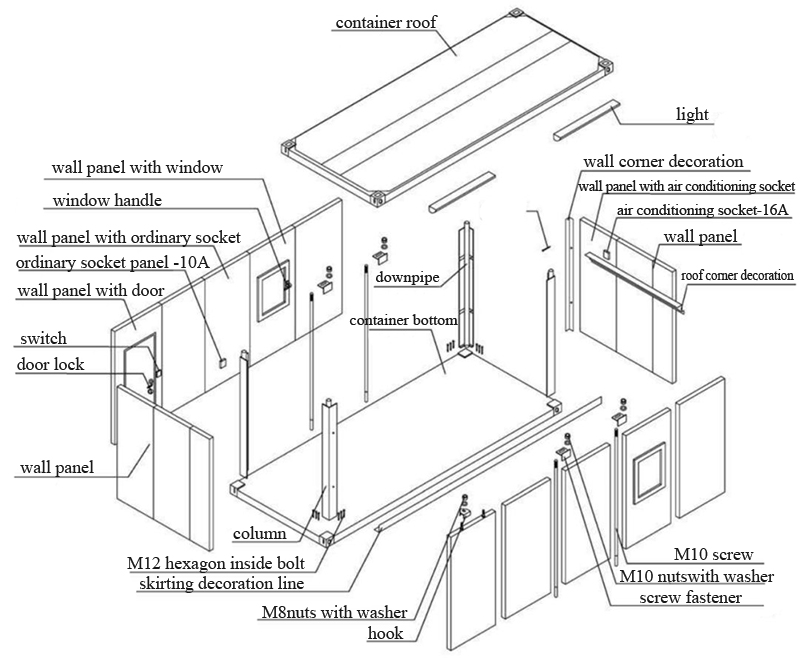 container roof
light
wall corner decoration
wall panel with window
wall panel with air conditioning socket
window handle
air conditioning socket-16A
wall panel with ordinary socket
wall panel
ordinary socket panel -10A
roof corner decoration
downpipe
wall panel with door
container bottom
switch
door lock
wall panel
column
M12 hexagon inside bolt
M10 screw
skirting decoration line
M10 nutswith washer
M8nuts with washer
screw fastener
hook